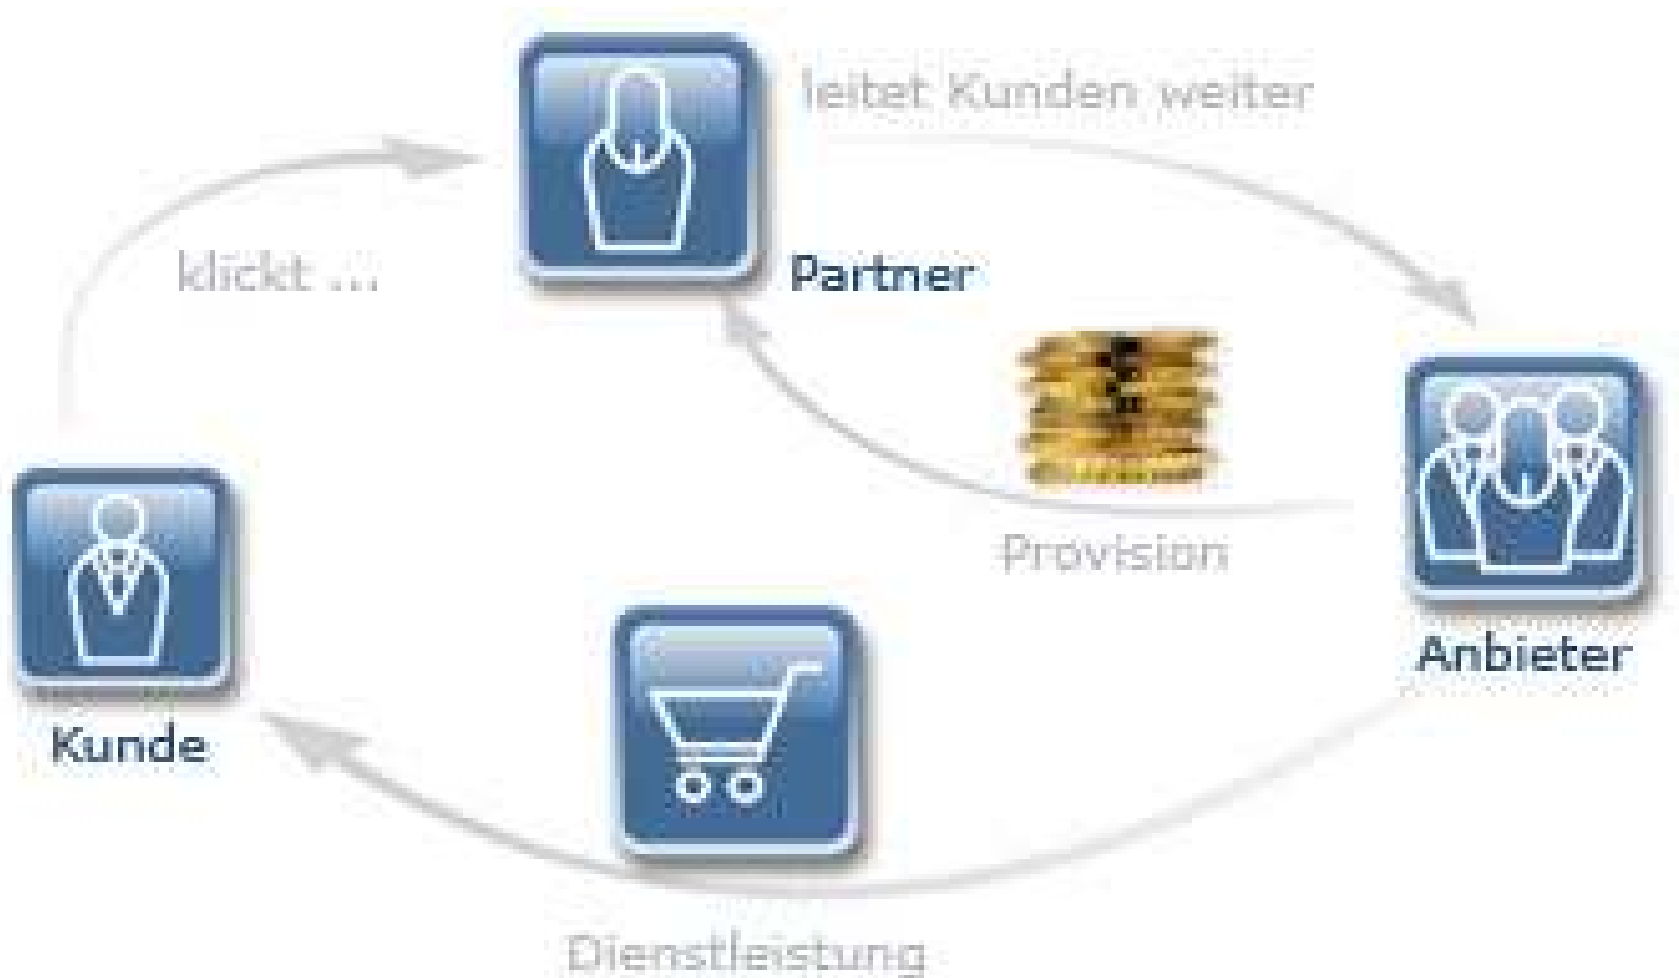 leitet Kunden weiter
klickt ...
Partner
Provision
Anbieter
Kunde
Dienstleistung